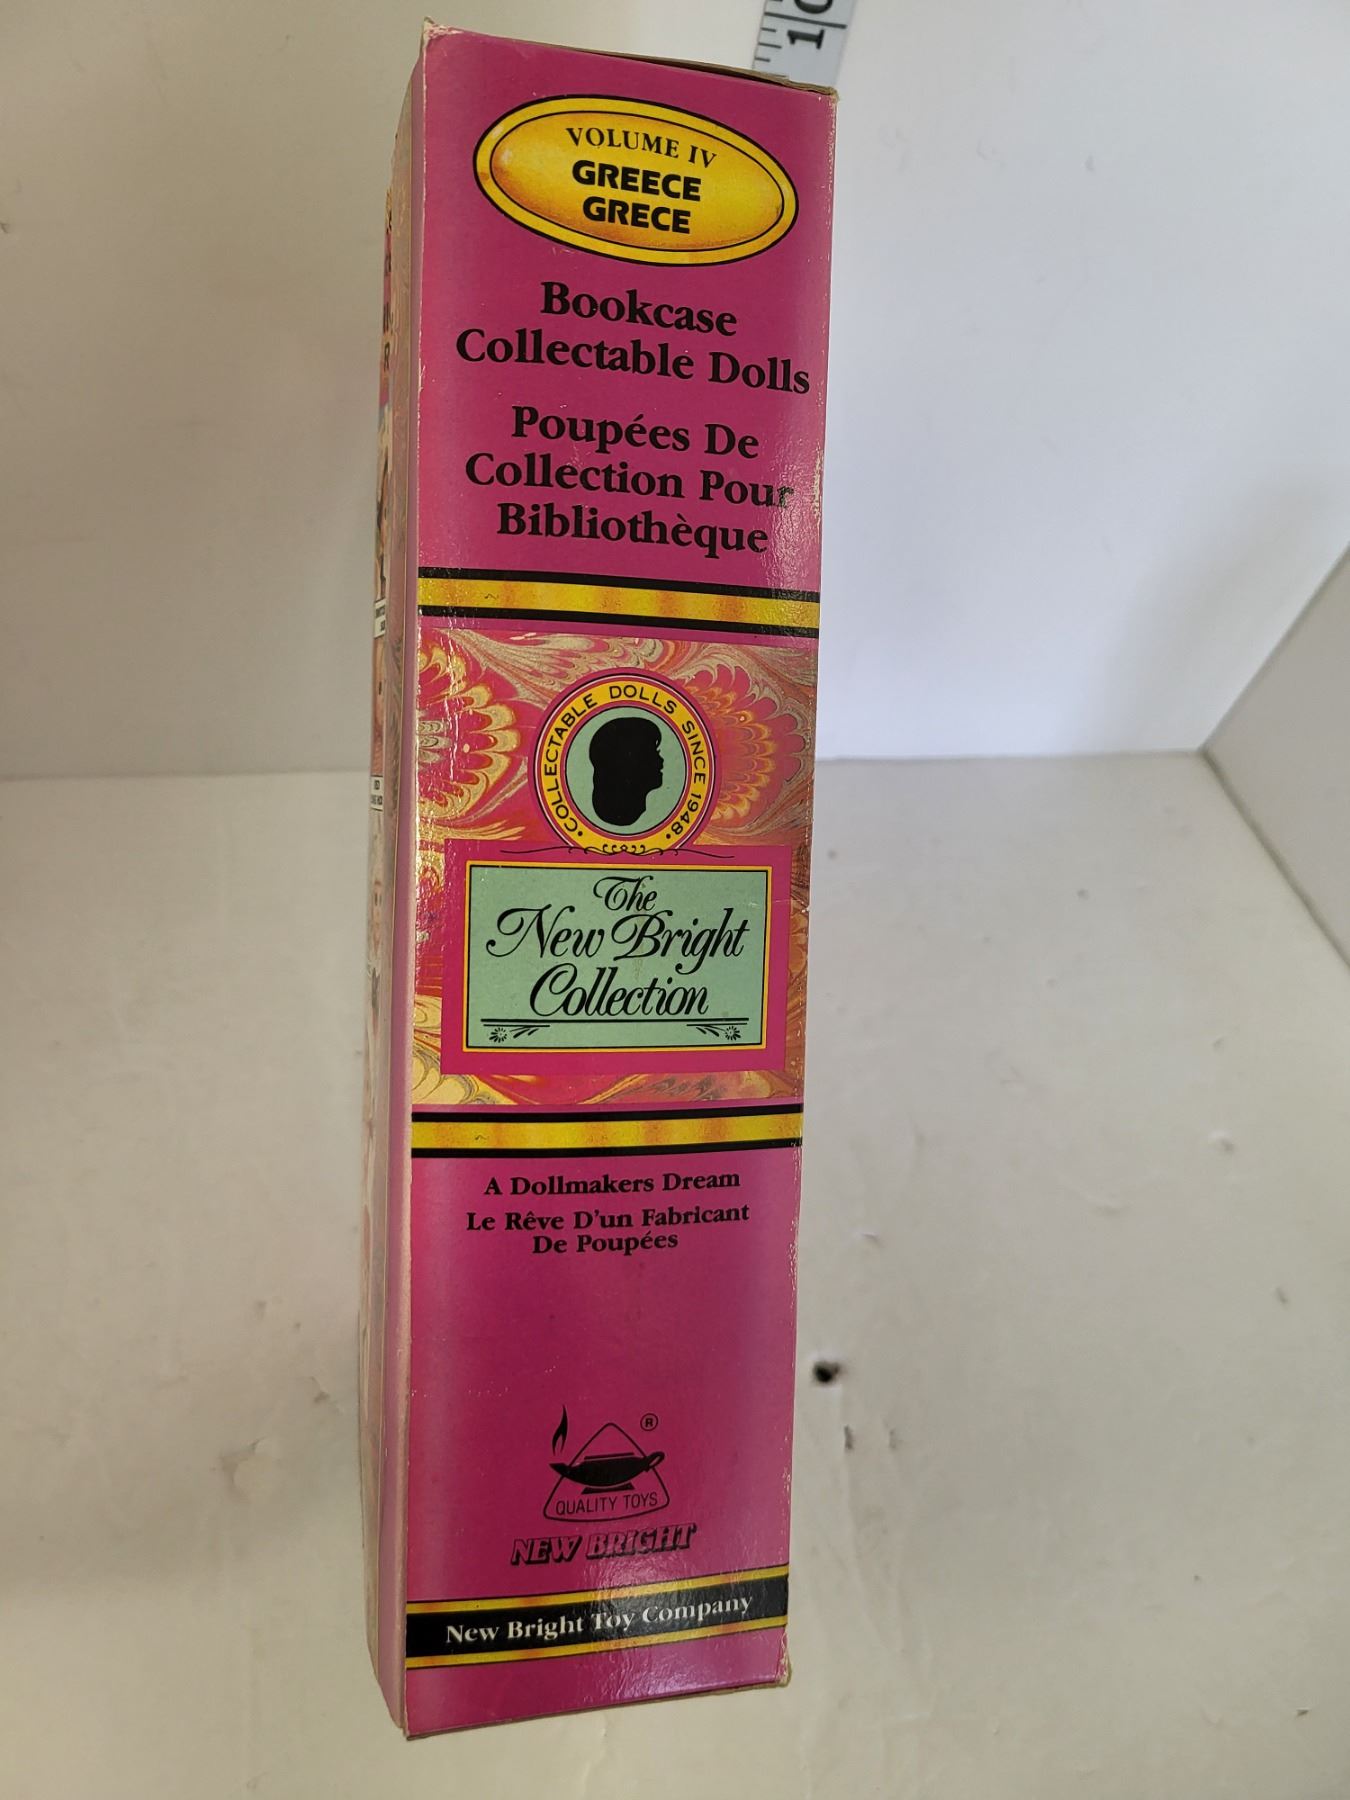 10
VOLUME IV
GREECE
GRECE
Bookcase
Collectable Dolls
Poupées De
Collection Pour
Bibliothèque
• COLLECTABLE DOLLS SINCE 1948 •
The
New Bright
Collection
A Dollmakers Dream
Le Rêve D'un Fabricant
De Poupées
®
QUALITY TOYS
NEW BRIGHT
New Bright Toy Company